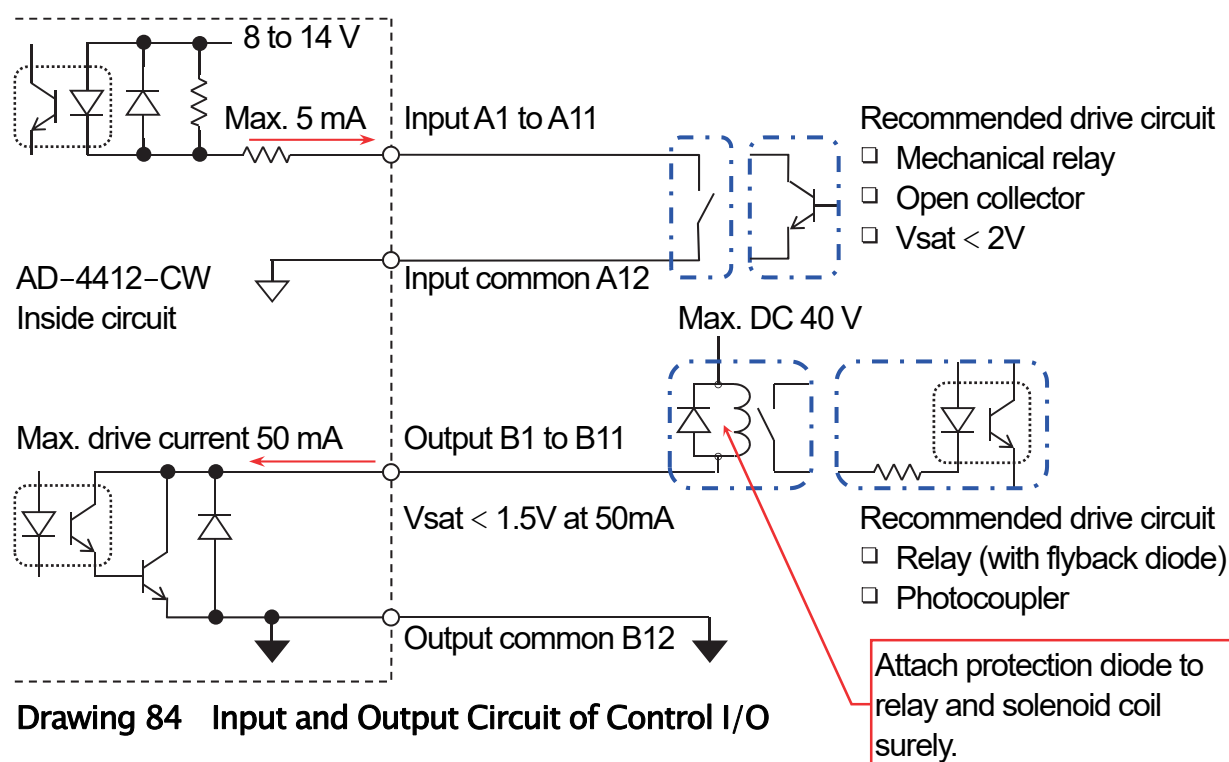 8 to 14 V
Max. 5 mA
Input A1 to A11
Recommended drive circuit
❑ Mechanical relay
❑ Open collector
❑ Vsat < 2V
Input common A12
AD−4412−CW
Inside circuit
Max. DC 40 V
Max. drive current 50 mA
Output B1 to B11
Vsat < 1.5V at 50mA
Recommended drive circuit
❑ Relay (with flyback diode)
❑ Photocoupler
Output common B12
Attach protection diode to
relay and solenoid coil
surely.
Drawing 84 Input and Output Circuit of Control I/O